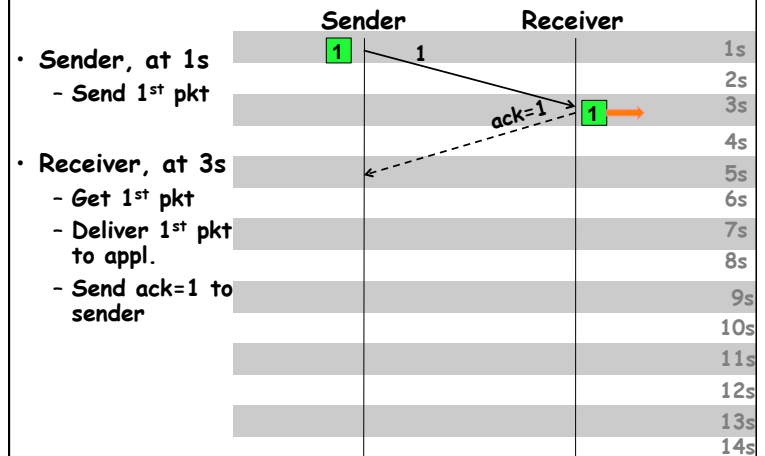 Sender Receiver
• Sender, at 1s
– Send 1st pkt
• Receiver, at 3s
– Get 1st pkt
– Deliver 1st pkt
to appl.
– Send ack=1 to
sender
1
1
ack=1
1
1s
2s
3s
4s
5s
6s
7s
8s
9s
10s
11s
12s
13s
14s